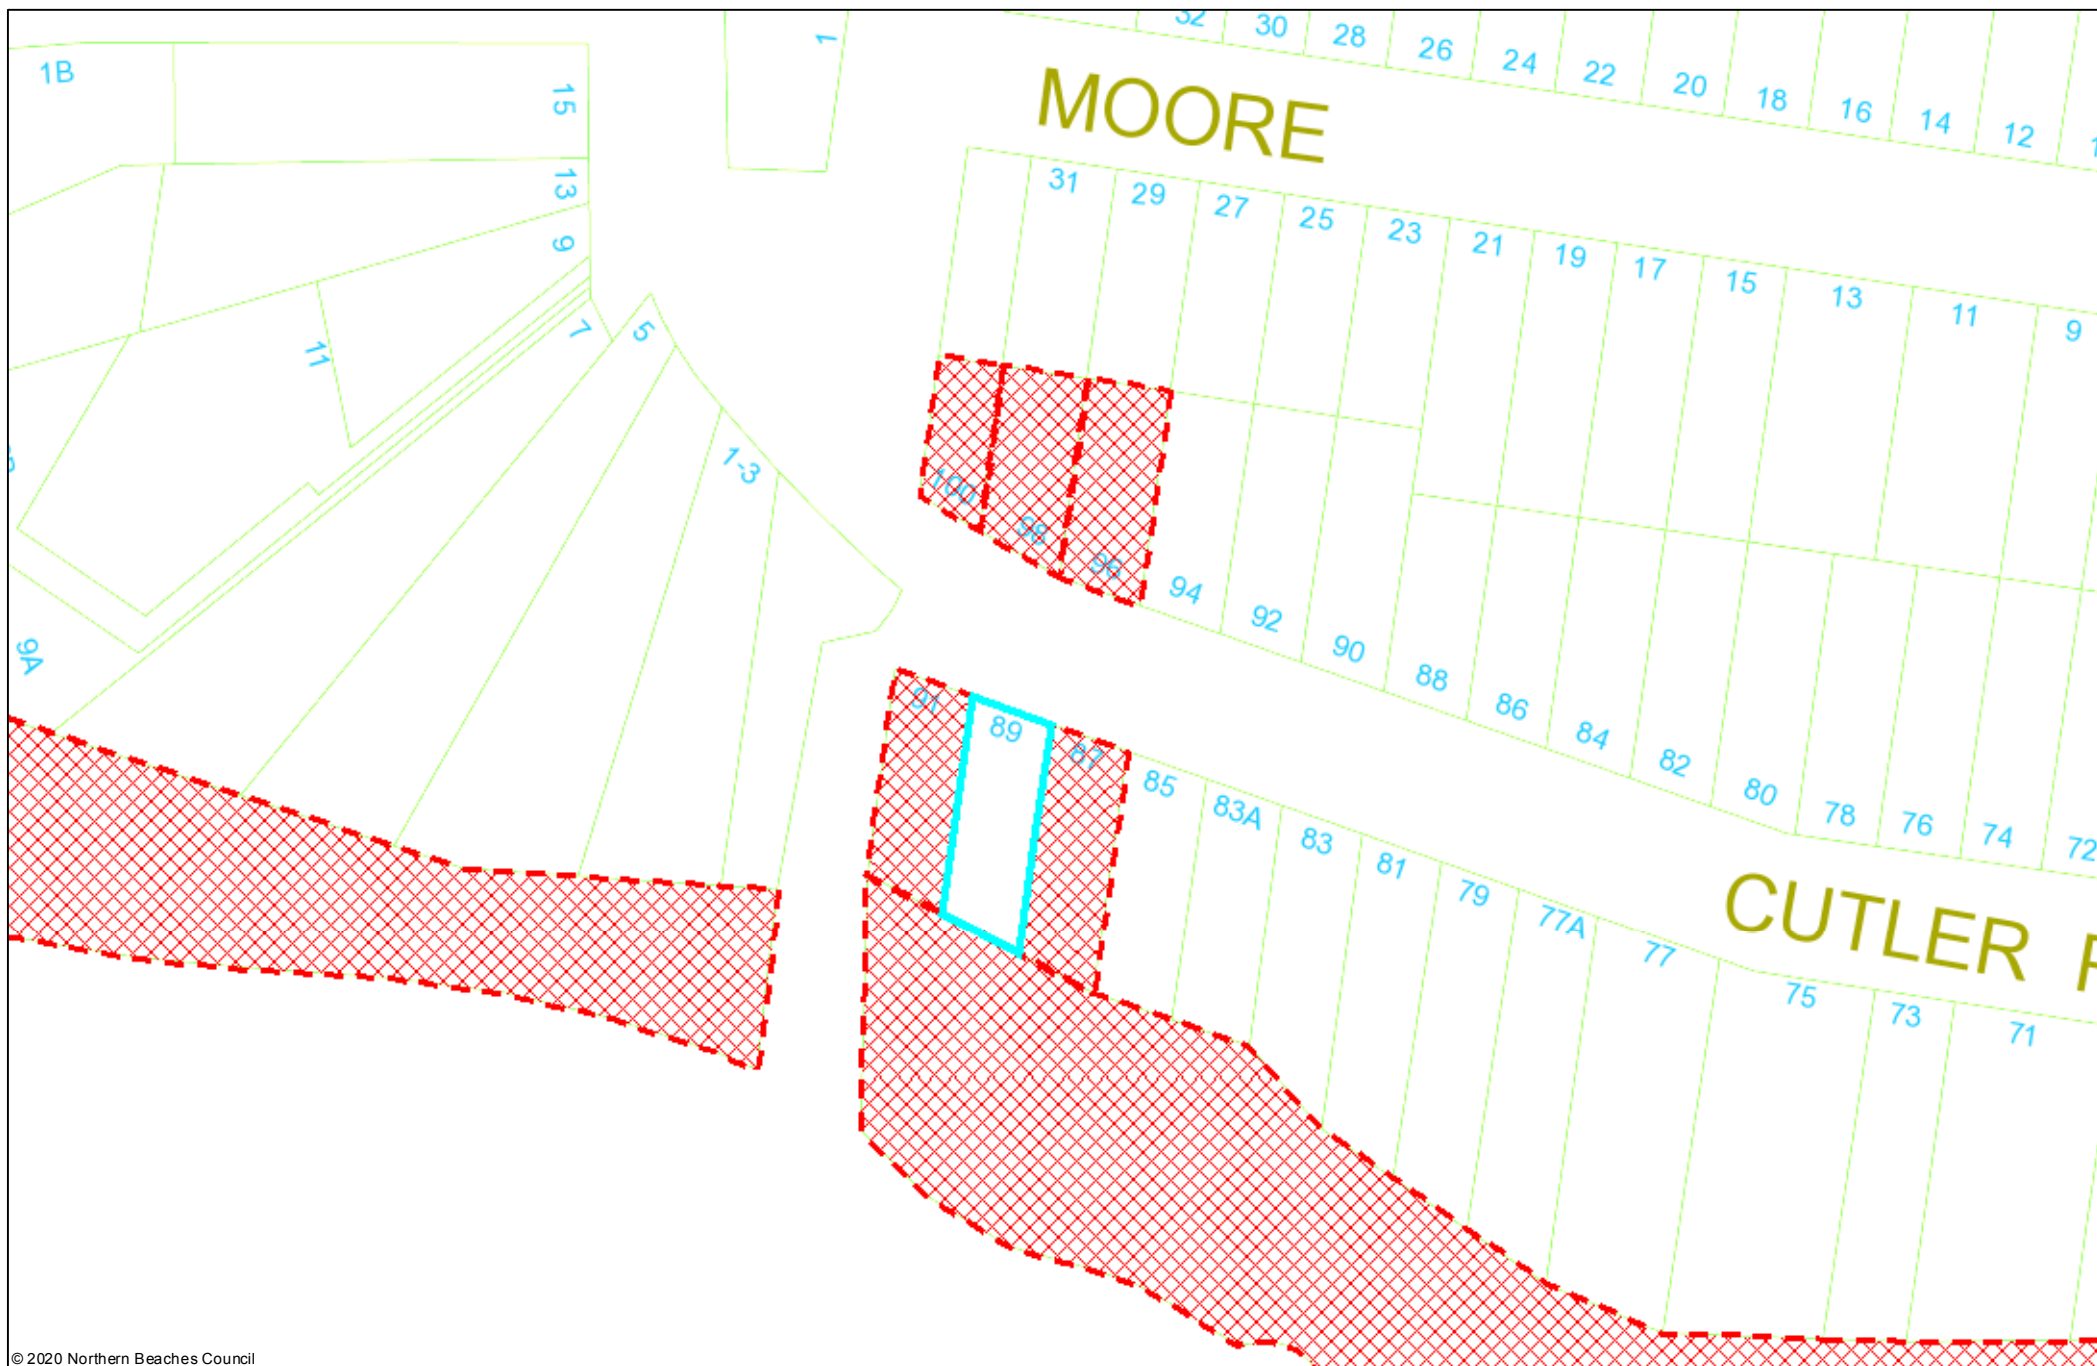 32 30 28 26 24 22 20 18 16 14 12
1B
15
1
MOORE
13
31 29 27 25 23 21 19 17 15 13 11 9
9
7 5
11
1-3
100 98 96 94 92 90 88 86 84 82 80 78 76 74 72
9A
91 89 87 85 83A 83 81 79 77A 77 75 73 71
CUTLER
© 2020 Northern Beaches Council